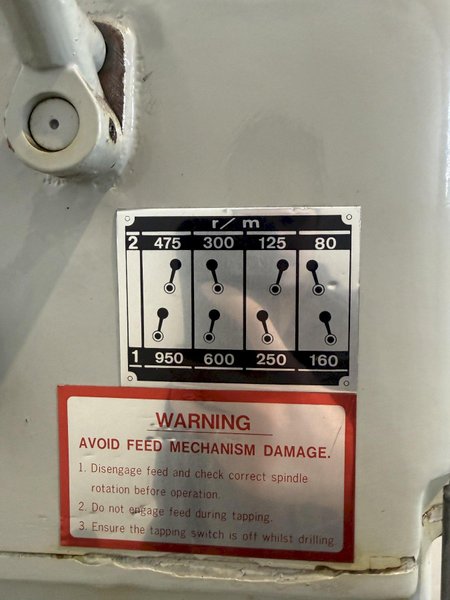 r/m
2 475 300 125 80
1 950 600 250 160
WARNING
AVOID FEED MECHANISM DAMAGE.
1. Disengage feed and check correct spindle
rotation before operation.
2. Do not engage feed during tapping.
3. Ensure the tapping switch is off whilst drilling.